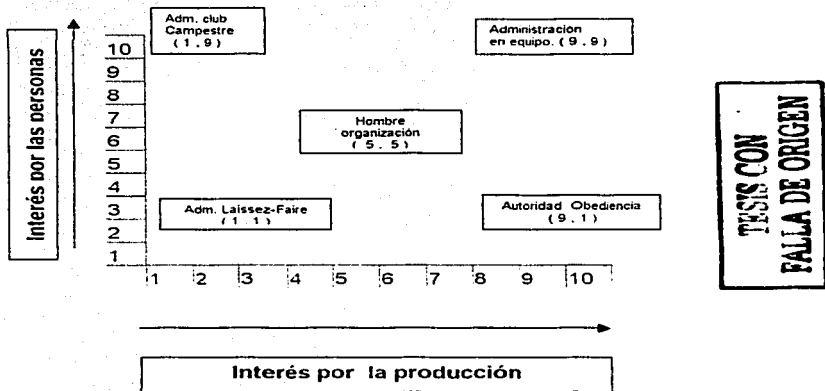 Adm. club
Campestre
(1.9)
Administración
en equipo. (9.9)
Interés por las personas
10
9
8
7
6
5
4
3
2
1
Hombre
organización
(5.5)
Adm. Laissez-Faire
(1.1)
Autoridad Obediencia
(9.1)
1 2 3 4 5 6 7 8 9 10
Interés por la producción
TESIS CON
FALLA DE ORIGEN